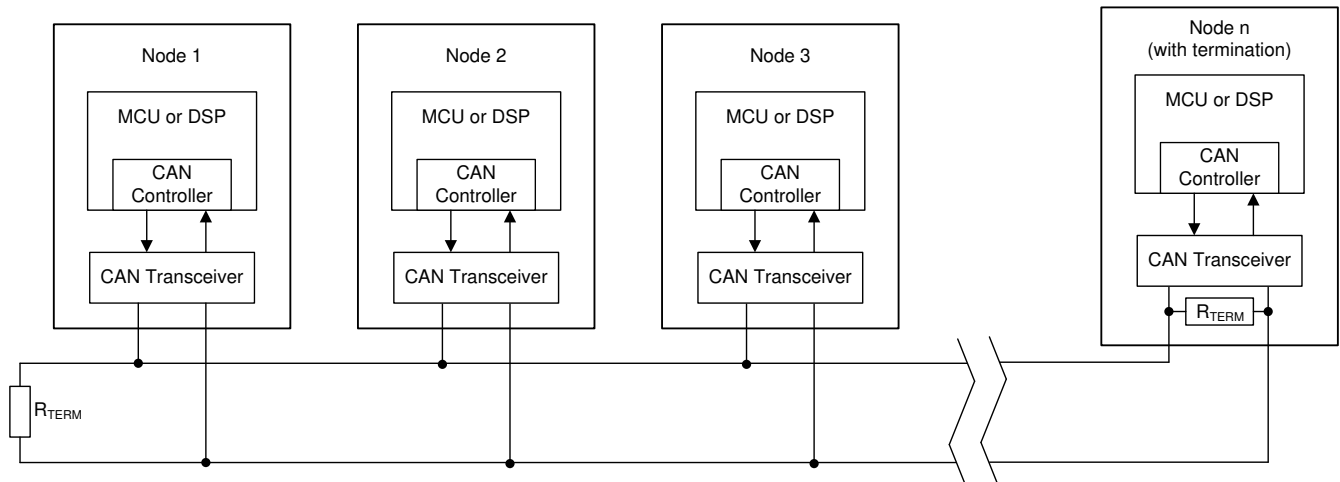 Node 1
MCU or DSP
CAN
Controller
CAN Transceiver
Node 2
MCU or DSP
CAN
Controller
CAN Transceiver
Node 3
MCU or DSP
CAN
Controller
CAN Transceiver
Node n
(with termination)
MCU or DSP
CAN
Controller
CAN Transceiver
RTERM
RTERM